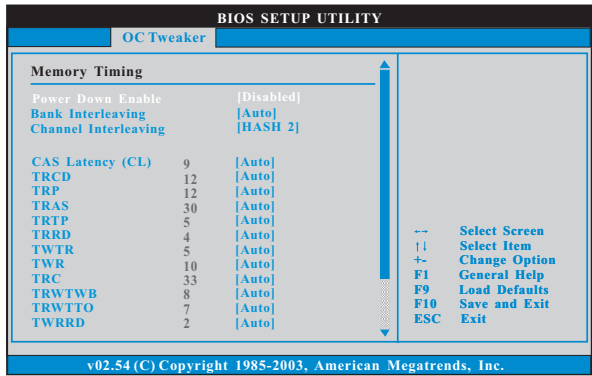 BIOS SETUP UTILITY
OC Tweaker
Memory Timing
Power Down Enable [Disabled]
Bank Interleaving [Auto]
Channel Interleaving [HASH 2]
CAS Latency (CL) 9 [Auto]
TRCD 12 [Auto]
TRP 12 [Auto]
TRAS 30 [Auto]
TRTP 5 [Auto]
TRRD 4 [Auto]
TWTR 5 [Auto]
TWR 10 [Auto]
TRC 33 [Auto]
TRWTWB 8 [Auto]
TRWTTO 7 [Auto]
TWRRD 2 [Auto]
←→ Select Screen
↑↓ Select Item
+- Change Option
F1 General Help
F9 Load Defaults
F10 Save and Exit
ESC Exit
v02.54 (C) Copyright 1985-2003, American Megatrends, Inc.